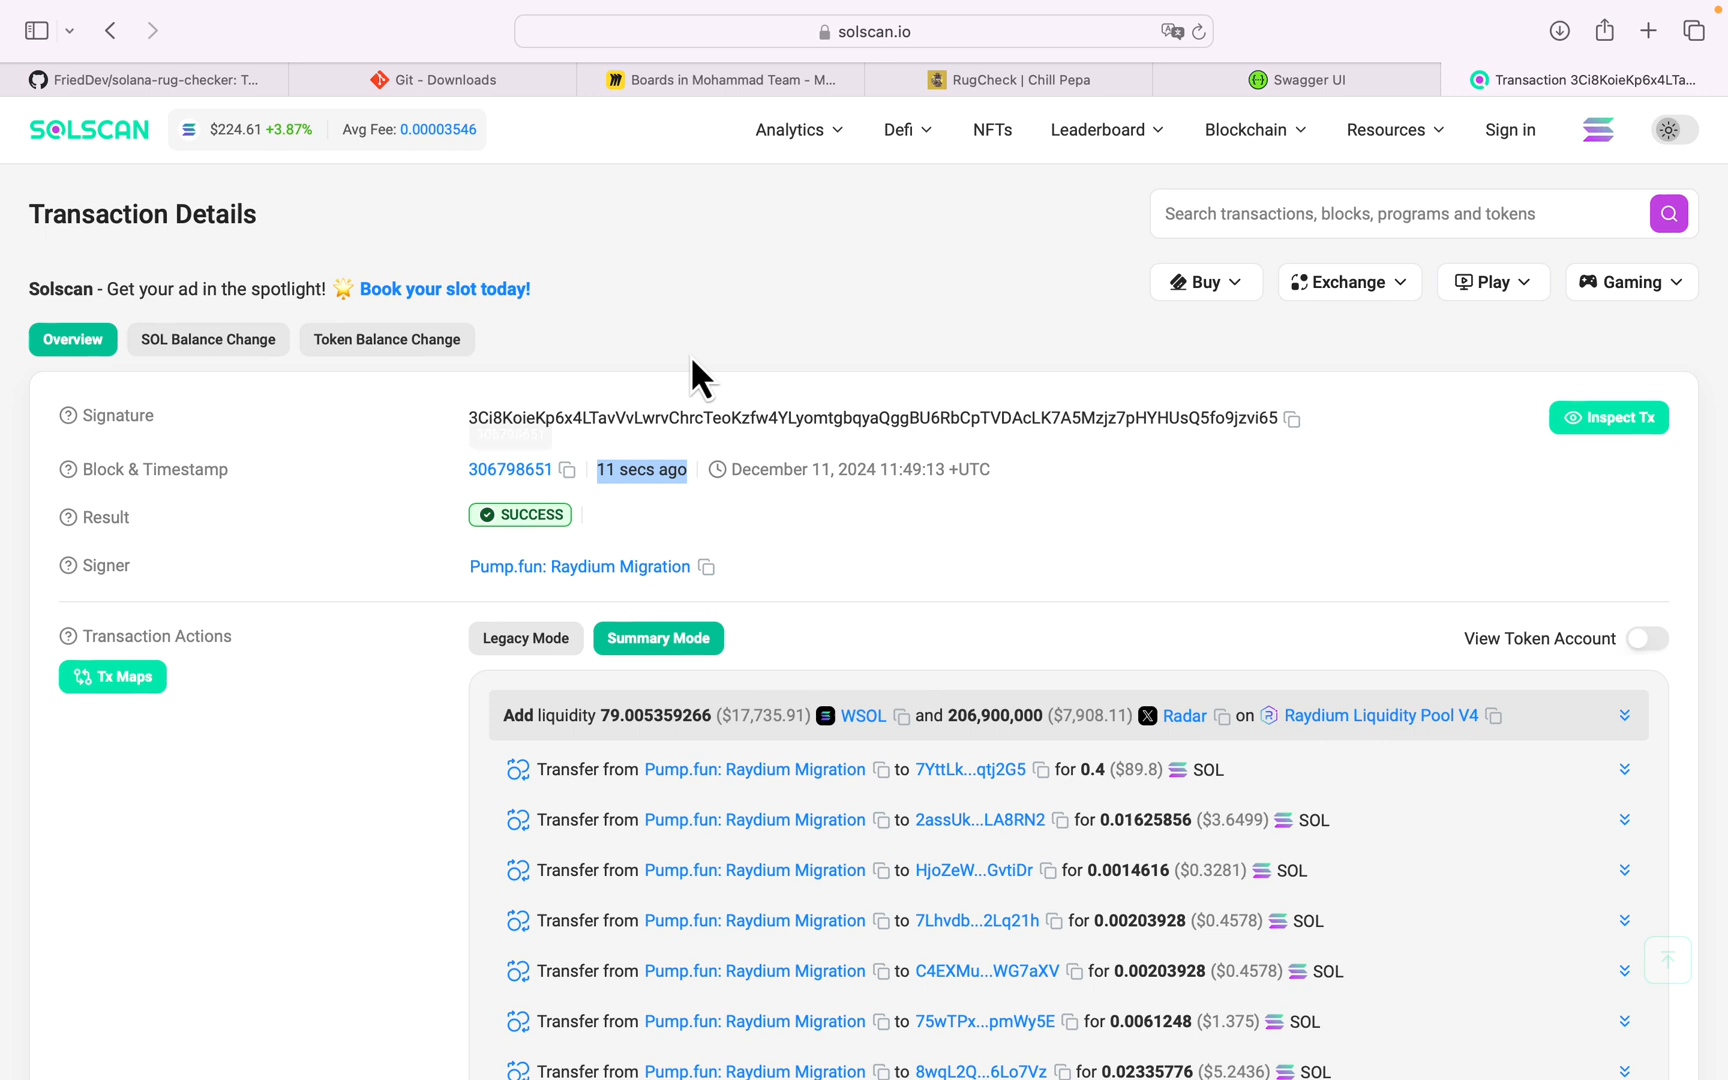 solscan.io
FriedDev/solana-rug-checker: T...
Git - Downloads
Boards in Mohammad Team - M...
RugCheck | Chill Pepa
Swagger UI
Transaction 3Ci8KoieKp6x4LTa...
SOLSCAN
$224.61 +3.87%
Avg Fee: 0.00003546
Analytics
Defi
NFTs
Leaderboard
Blockchain
Resources
Sign in
Transaction Details
Search transactions, blocks, programs and tokens
Solscan - Get your ad in the spotlight! 🌟 Book your slot today!
Buy
Exchange
Play
Gaming
Overview
SOL Balance Change
Token Balance Change
Signature
3Ci8KoieKp6x4LTavVvLwrvChrcTeoKzfw4YLyomtgbqyaQggBU6RbCpTVDAcLK7A5Mzjz7pHYHUsQ5fo9jzvi65
Inspect Tx
306798651
Block & Timestamp
306798651
11 secs ago
December 11, 2024 11:49:13 +UTC
Result
SUCCESS
Signer
Pump.fun: Raydium Migration
Transaction Actions
Legacy Mode
Summary Mode
View Token Account
Tx Maps
Add liquidity 79.005359266 ($17,735.91) WSOL and 206,900,000 ($7,908.11) Radar on Raydium Liquidity Pool V4
Transfer from Pump.fun: Raydium Migration to 7YttLk...qtj2G5 for 0.4 ($89.8) SOL
Transfer from Pump.fun: Raydium Migration to 2assUk...LA8RN2 for 0.01625856 ($3.6499) SOL
Transfer from Pump.fun: Raydium Migration to HjoZeW...GvtiDr for 0.0014616 ($0.3281) SOL
Transfer from Pump.fun: Raydium Migration to 7Lhvdb...2Lq21h for 0.00203928 ($0.4578) SOL
Transfer from Pump.fun: Raydium Migration to C4EXMu...WG7aXV for 0.00203928 ($0.4578) SOL
Transfer from Pump.fun: Raydium Migration to 75wTPx...pmWy5E for 0.0061248 ($1.375) SOL
Transfer from Pump.fun: Raydium Migration to 8wqL2Q...6Lo7Vz for 0.02335776 ($5.2436) SOL